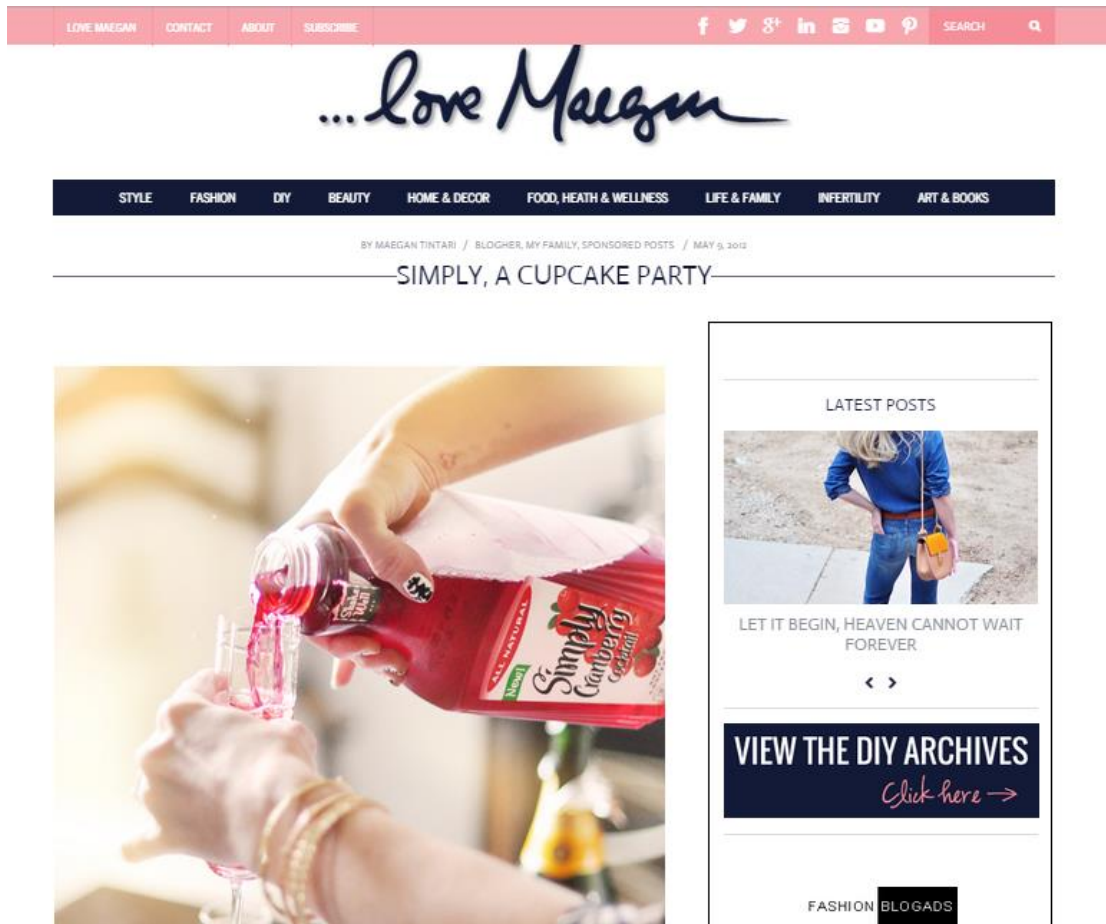 LOVE MAEGAN CONTACT ABOUT SUBSCRIBE SEARCH
...love Maegan
STYLE FASHION DIY BEAUTY HOME & DECOR FOOD, HEATH & WELLNESS LIFE & FAMILY INFERTILITY ART & BOOKS
BY MAEGAN TINTARI / BLOGHER, MY FAMILY, SPONSORED POSTS / MAY 9, 2012
SIMPLY, A CUPCAKE PARTY
Shake
Well
ALL NATURAL
New!
Simply
Cranberry
Cocktail
LATEST POSTS
LET IT BEGIN, HEAVEN CANNOT WAIT
FOREVER
VIEW THE DIY ARCHIVES
Click here →
FASHION BLOGADS